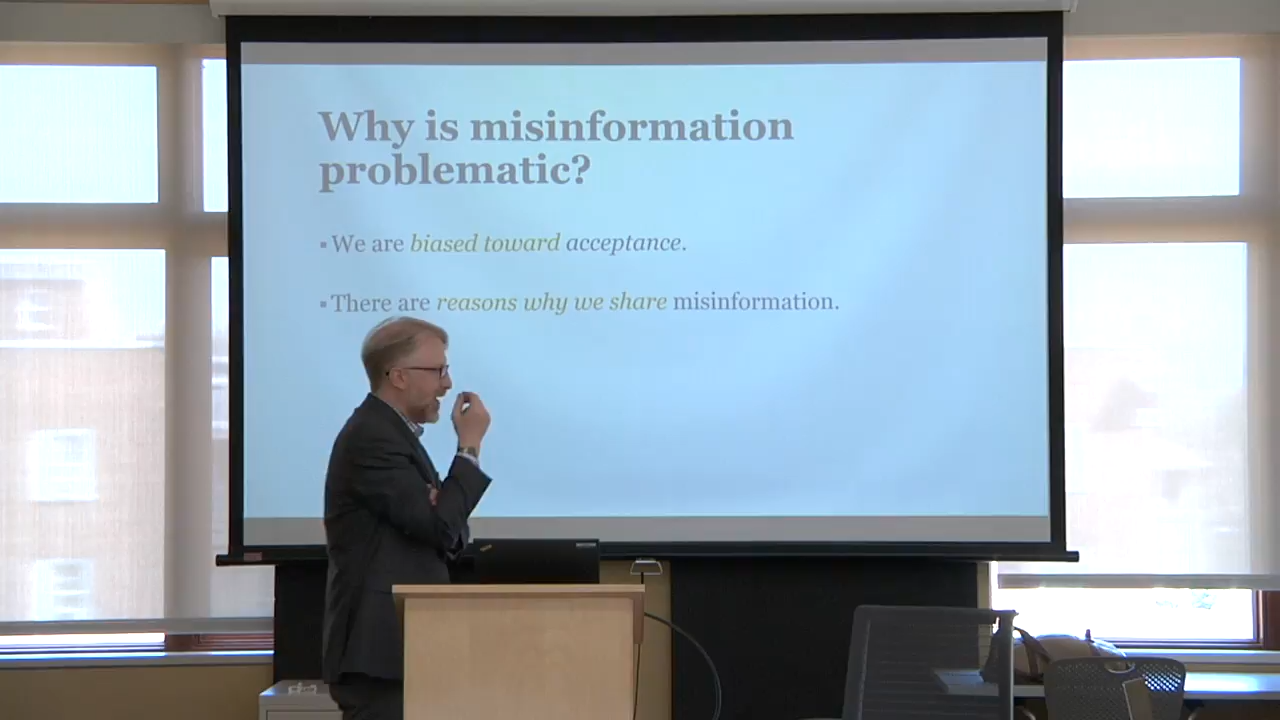 Why is misinformation
problematic?
▪ We are biased toward acceptance.
▪ There are reasons why we share misinformation.